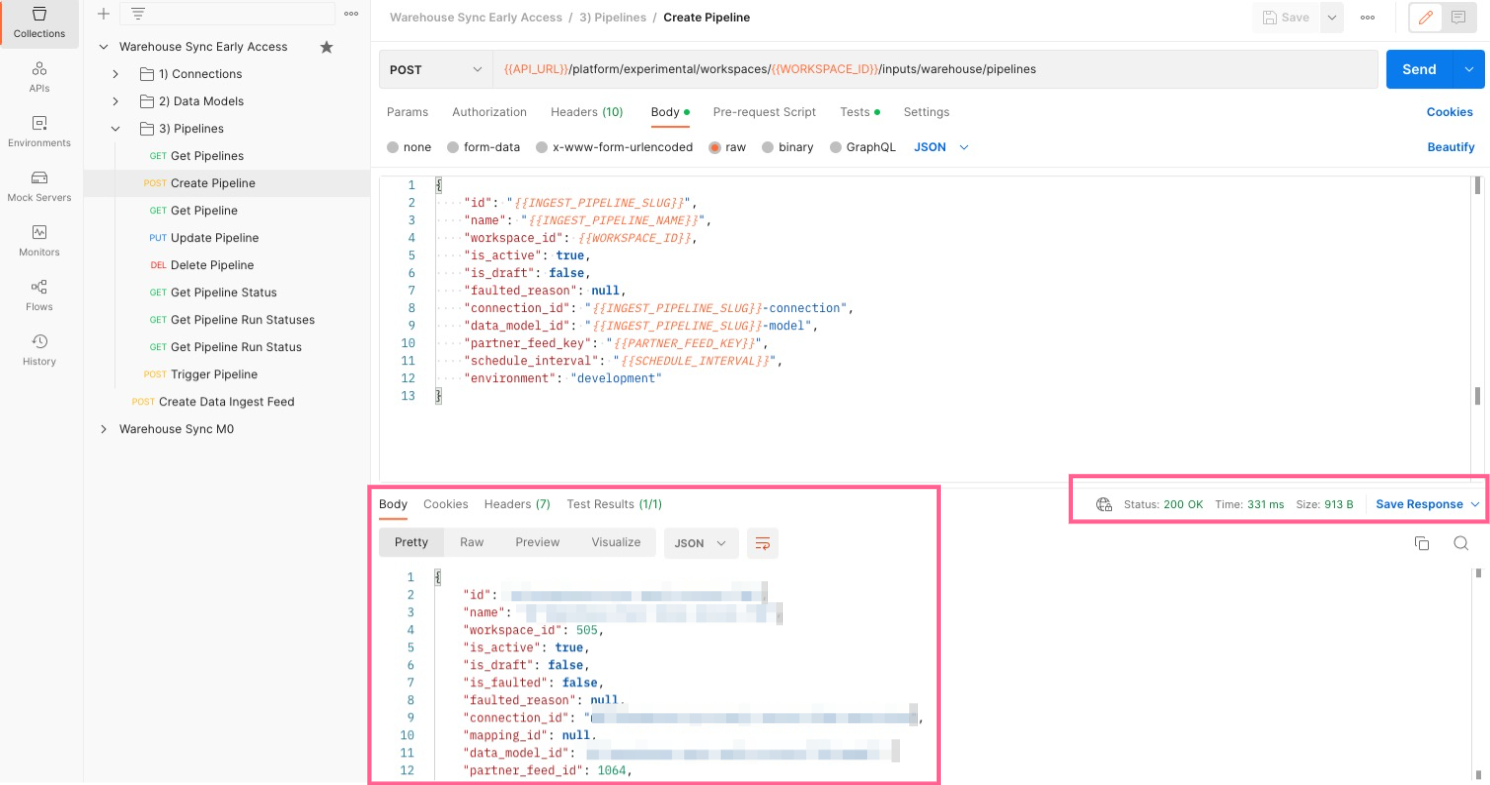 Collections
APIs
Environments
Mock Servers
Monitors
Flows
History
Warehouse Sync Early Access
1) Connections
2) Data Models
3) Pipelines
GET Get Pipelines
POST Create Pipeline
GET Get Pipeline
PUT Update Pipeline
DEL Delete Pipeline
GET Get Pipeline Status
GET Get Pipeline Run Statuses
GET Get Pipeline Run Status
POST Trigger Pipeline
POST Create Data Ingest Feed
Warehouse Sync M0
Warehouse Sync Early Access / 3) Pipelines / Create Pipeline
Save
POST {{API_URL}}/platform/experimental/workspaces/{{WORKSPACE_ID}}/inputs/warehouse/pipelines
Send
Params Authorization Headers (10) Body Pre-request Script Tests Settings Cookies
none form-data x-www-form-urlencoded raw binary GraphQL JSON Beautify
1 {
2 "id": "{{INGEST_PIPELINE_SLUG}}",
3 "name": "{{INGEST_PIPELINE_NAME}}",
4 "workspace_id": {{WORKSPACE_ID}},
5 "is_active": true,
6 "is_draft": false,
7 "faulted_reason": null,
8 "connection_id": "{{INGEST_PIPELINE_SLUG}}-connection",
9 "data_model_id": "{{INGEST_PIPELINE_SLUG}}-model",
10 "partner_feed_key": "{{PARTNER_FEED_KEY}}",
11 "schedule_interval": "{{SCHEDULE_INTERVAL}}",
12 "environment": "development"
13 }
Body Cookies Headers (7) Test Results (1/1)
Status: 200 OK Time: 331 ms Size: 913 B Save Response
Pretty Raw Preview Visualize JSON
1 {
2 "id":
3 "name":
4 "workspace_id": 505,
5 "is_active": true,
6 "is_draft": false,
7 "is_faulted": false,
8 "faulted_reason": null,
9 "connection_id": "
10 "mapping_id": null,
11 "data_model_id":
12 "partner_feed_id": 1064,